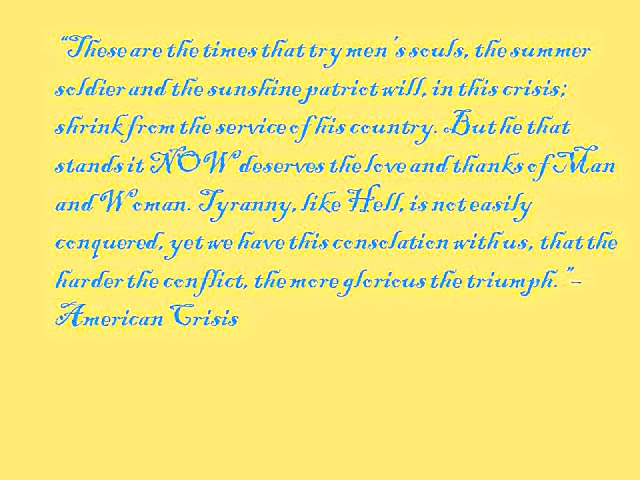 “These are the times that try men's souls, the summer
soldier and the sunshine patriot will, in this crisis;
shrink from the service of his country. But he that
stands it NOW deserves the love and thanks of Man
and Woman. Tyranny, like Hell, is not easily
conquered, yet we have this consolation with us, that the
harder the conflict, the more glorious the triumph.”–
American Crisis